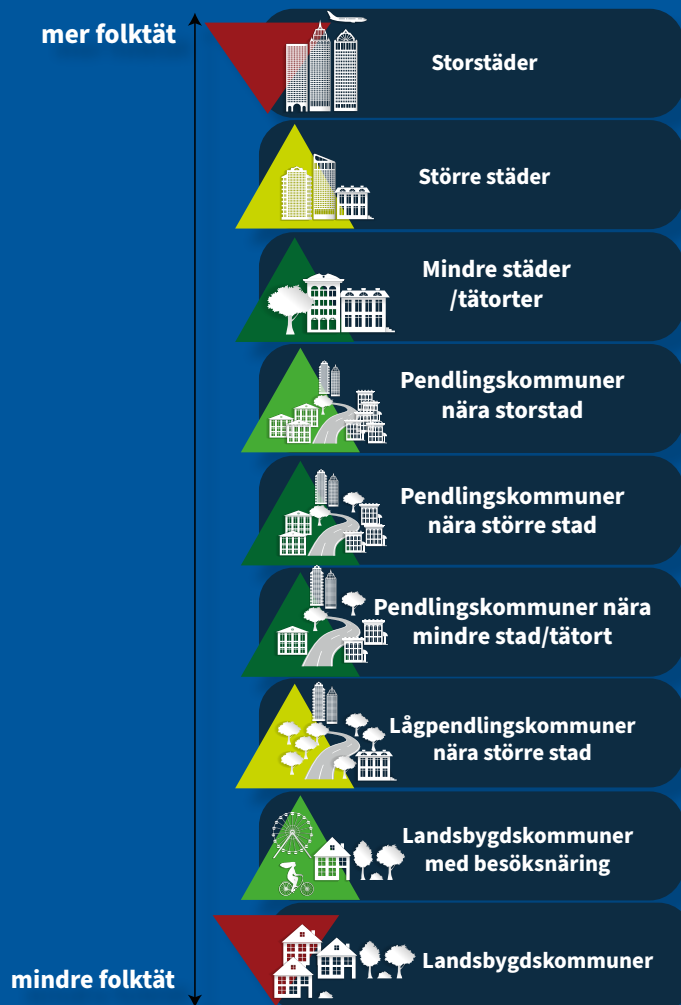 mer folktät
Storstäder
Större städer
Mindre städer
/tätorter
Pendlingskommuner
nära storstad
Pendlingskommuner
nära större stad
Pendlingskommuner nära
mindre stad/tätort
Lågpendlingskommuner
nära större stad
Landsbygdskommuner
med besöksnäring
Landsbygdskommuner
mindre folktät